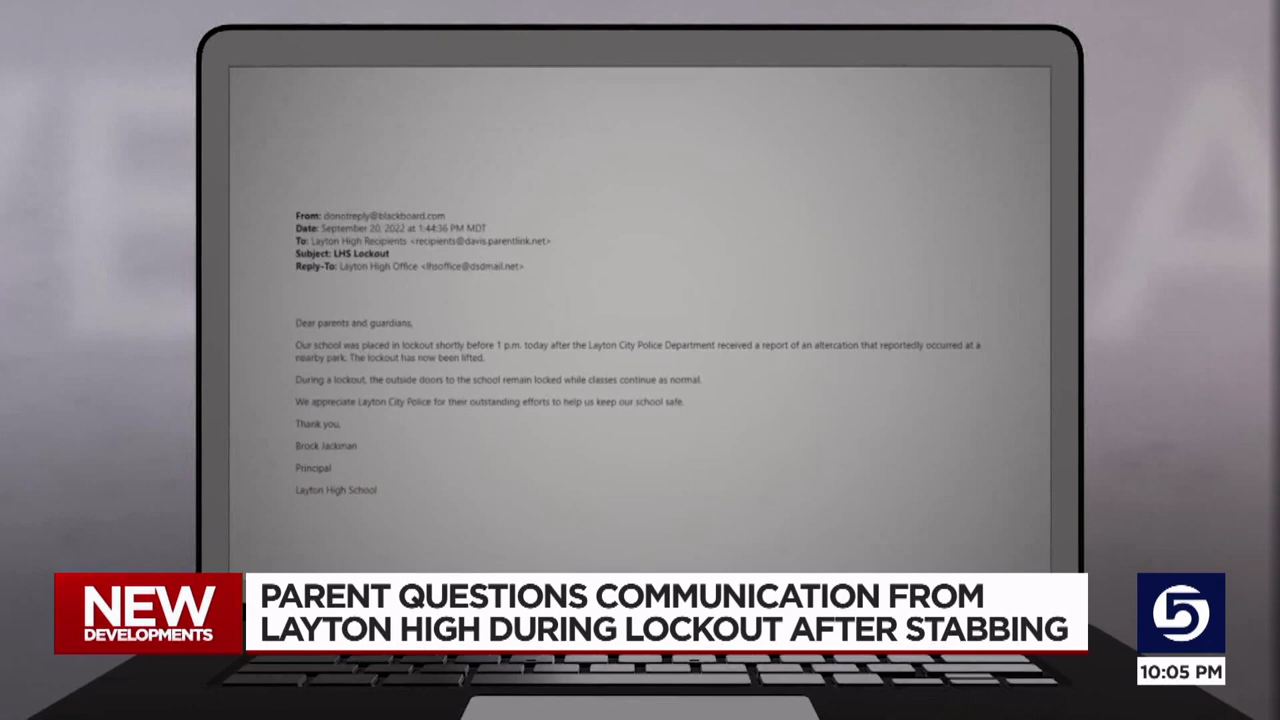 From: donotreply@blackboard.com
Date: September 20, 2022 at 1:44:36 PM MDT
To: Layton High Recipients <recipients@davis.parentlink.net>
Subject: LHS Lockout
Reply-To: Layton High Office <lhsoffice@dsdmail.net>
Dear parents and guardians,
Our school was placed in lockout shortly before 1 p.m. today after the Layton City Police Department received a report of an altercation that reportedly occurred at a
nearby park. The lockout has now been lifted.
During a lockout, the outside doors to the school remain locked while classes continue as normal.
We appreciate Layton City Police for their outstanding efforts to help us keep our school safe.
Thank you,
Brock Jackman
Principal
Layton High School
NEW
DEVELOPMENTS
PARENT QUESTIONS COMMUNICATION FROM
LAYTON HIGH DURING LOCKOUT AFTER STABBING
5
10:05 PM